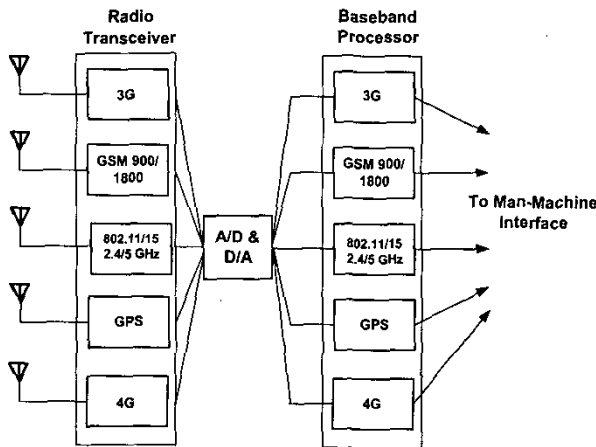 Radio
Transceiver
Baseband
Processor
3G
GSM 900/
1800
802.11/15
2.4/5 GHz
GPS
4G
A/D &
D/A
3G
GSM 900/
1800
802.11/15
2.4/5 GHz
GPS
4G
To Man-Machine
Interface